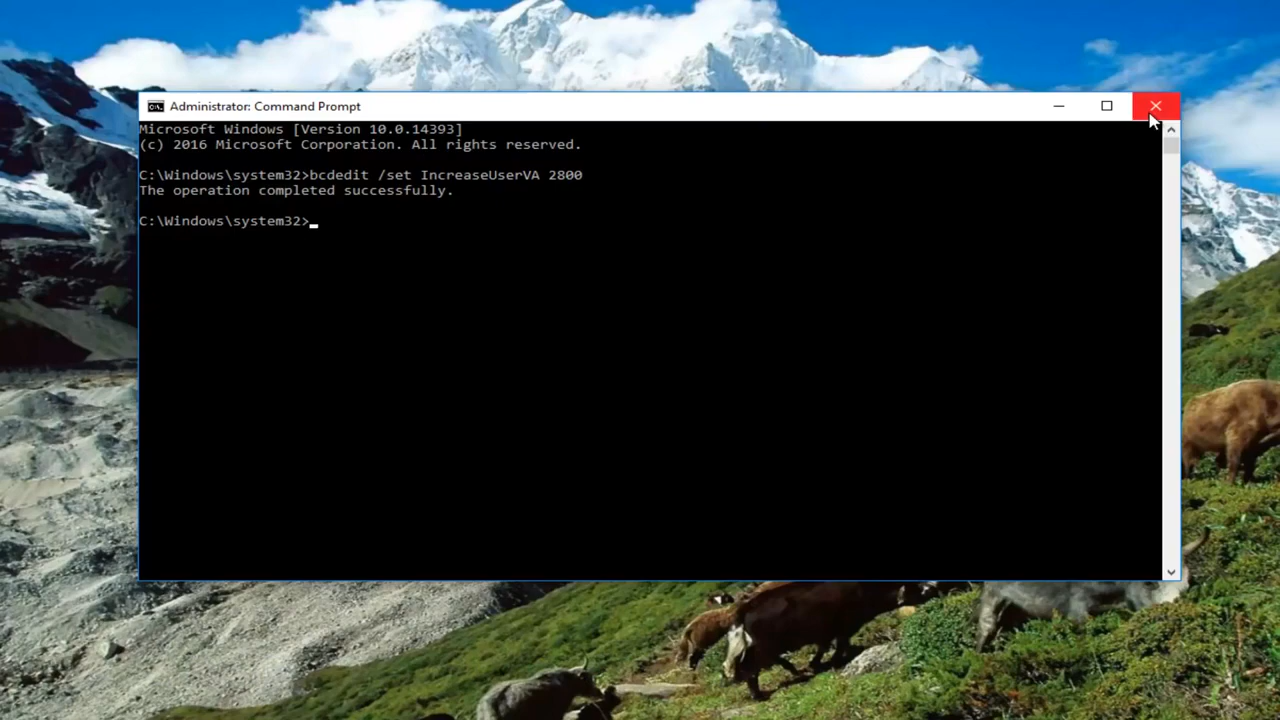 Administrator: Command Prompt
Microsoft Windows [Version 10.0.14393]
(c) 2016 Microsoft Corporation. All rights reserved.
C:\Windows\system32>bcdedit /set IncreaseUserVA 2800
The operation completed successfully.
C:\Windows\system32>